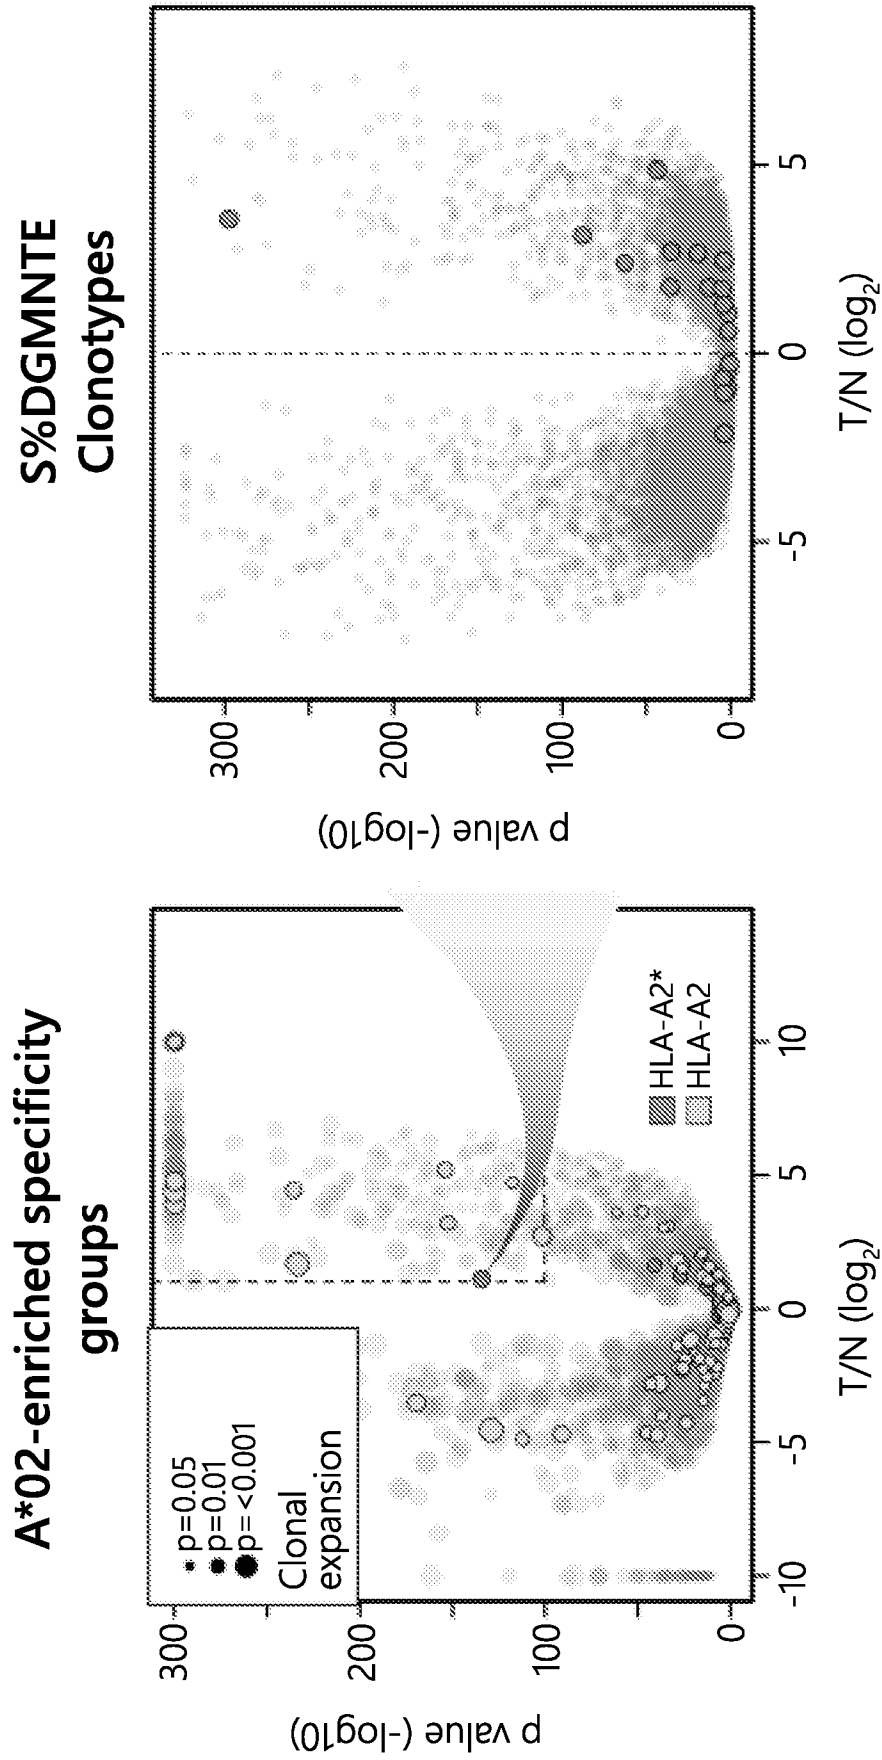 A*02-enriched specificity
groups
p=0.05
p=0.01
p=<0.001
Clonal
expansion
300
200
100
0
p value (-log10)
HLA-A2*
HLA-A2
-10
-5
0
5
10
T/N (log2)
S%DGMNTE
Clonotypes
300
200
100
0
p value (-log10)
-5
0
5
T/N (log2)